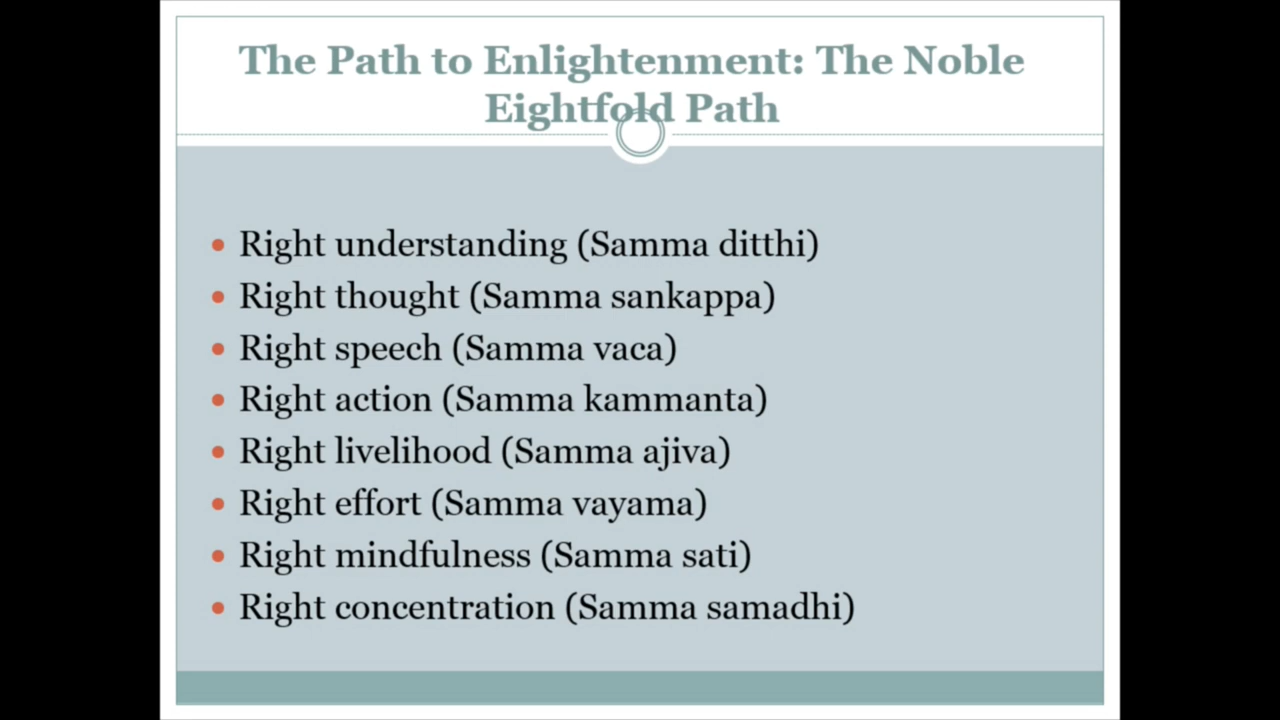 The Path to Enlightenment: The Noble
Eightfold Path
• Right understanding (Samma ditthi)
• Right thought (Samma sankappa)
• Right speech (Samma vaca)
• Right action (Samma kammanta)
• Right livelihood (Samma ajiva)
• Right effort (Samma vayama)
• Right mindfulness (Samma sati)
• Right concentration (Samma samadhi)